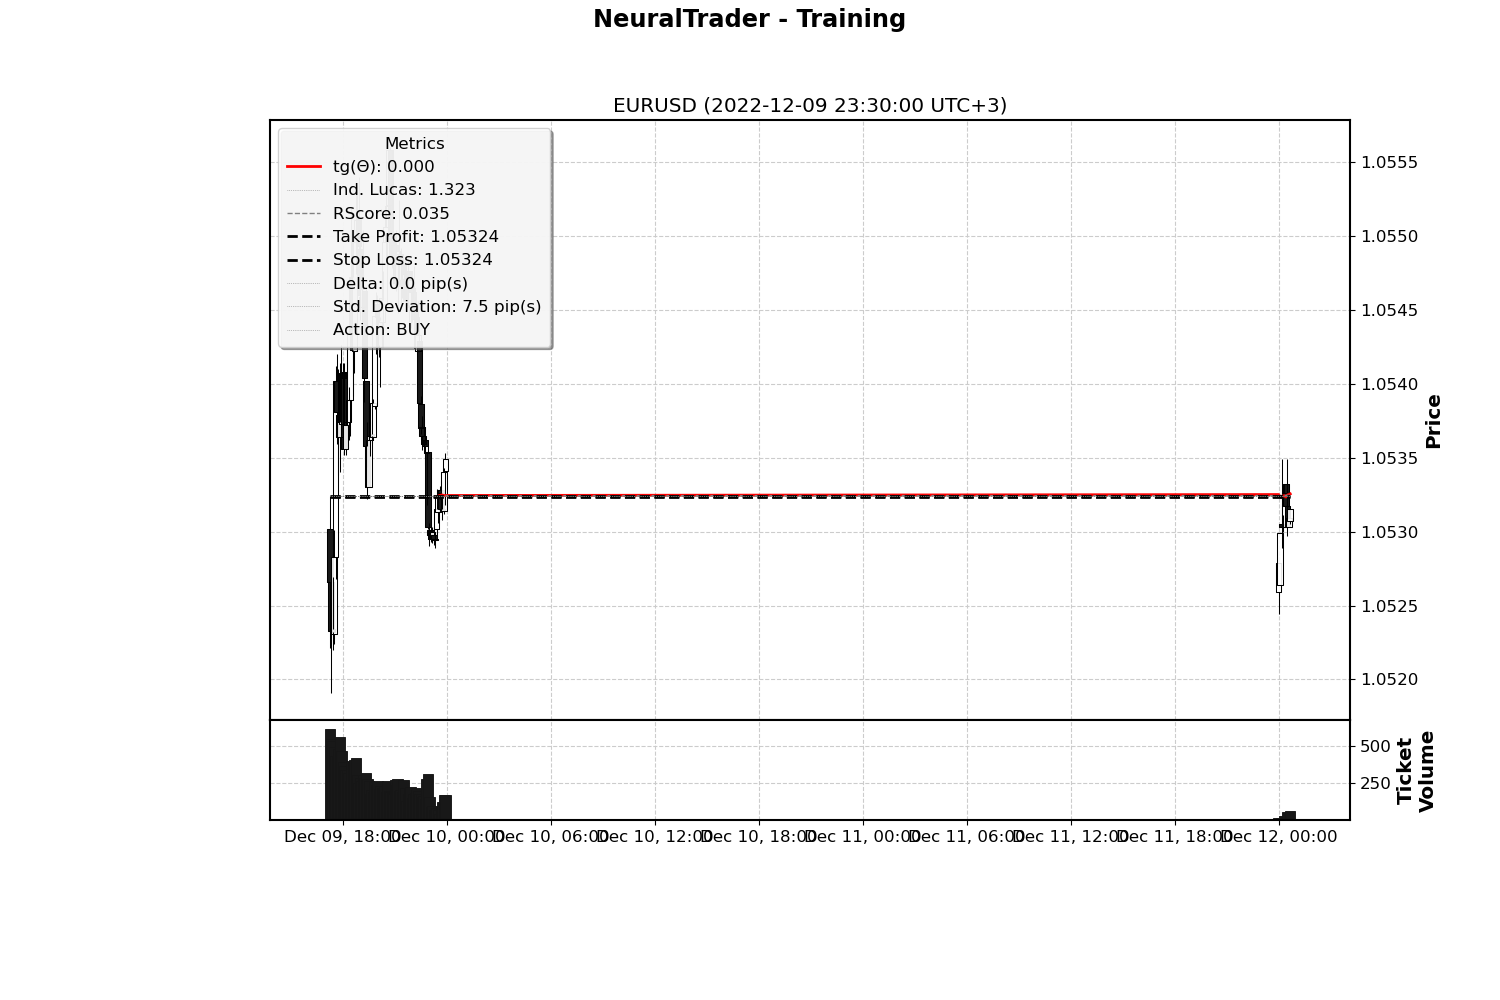 NeuralTrader - Training
EURUSD (2022-12-09 23:30:00 UTC+3)
Metrics
tg(Θ): 0.000
Ind. Lucas: 1.323
RScore: 0.035
Take Profit: 1.05324
Stop Loss: 1.05324
Delta: 0.0 pip(s)
Std. Deviation: 7.5 pip(s)
Action: BUY
1.0555
1.0550
1.0545
1.0540
1.0535
1.0530
1.0525
1.0520
Price
500
250
Ticket
Volume
Dec 09, 18:00
Dec 10, 00:00
Dec 10, 06:00
Dec 10, 12:00
Dec 10, 18:00
Dec 11, 00:00
Dec 11, 06:00
Dec 11, 12:00
Dec 11, 18:00
Dec 12, 00:00